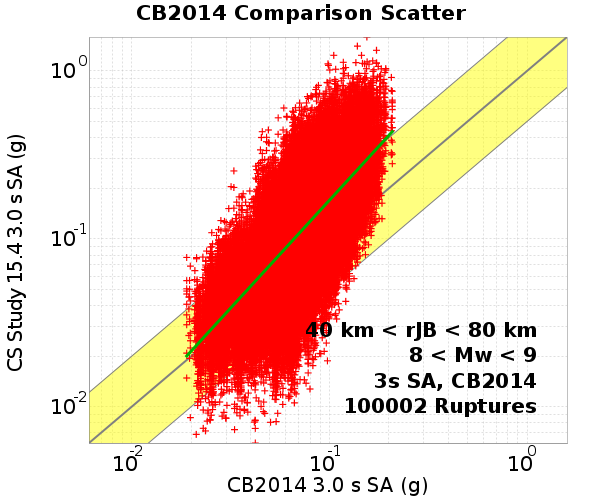 CB2014 Comparison Scatter
CS Study 15.4 3.0 s SA (g)
10^0
10^-1
10^-2
40 km < rJB < 80 km
8 < Mw < 9
3s SA, CB2014
100002 Ruptures
10^-2 10^-1 10^0
CB2014 3.0 s SA (g)